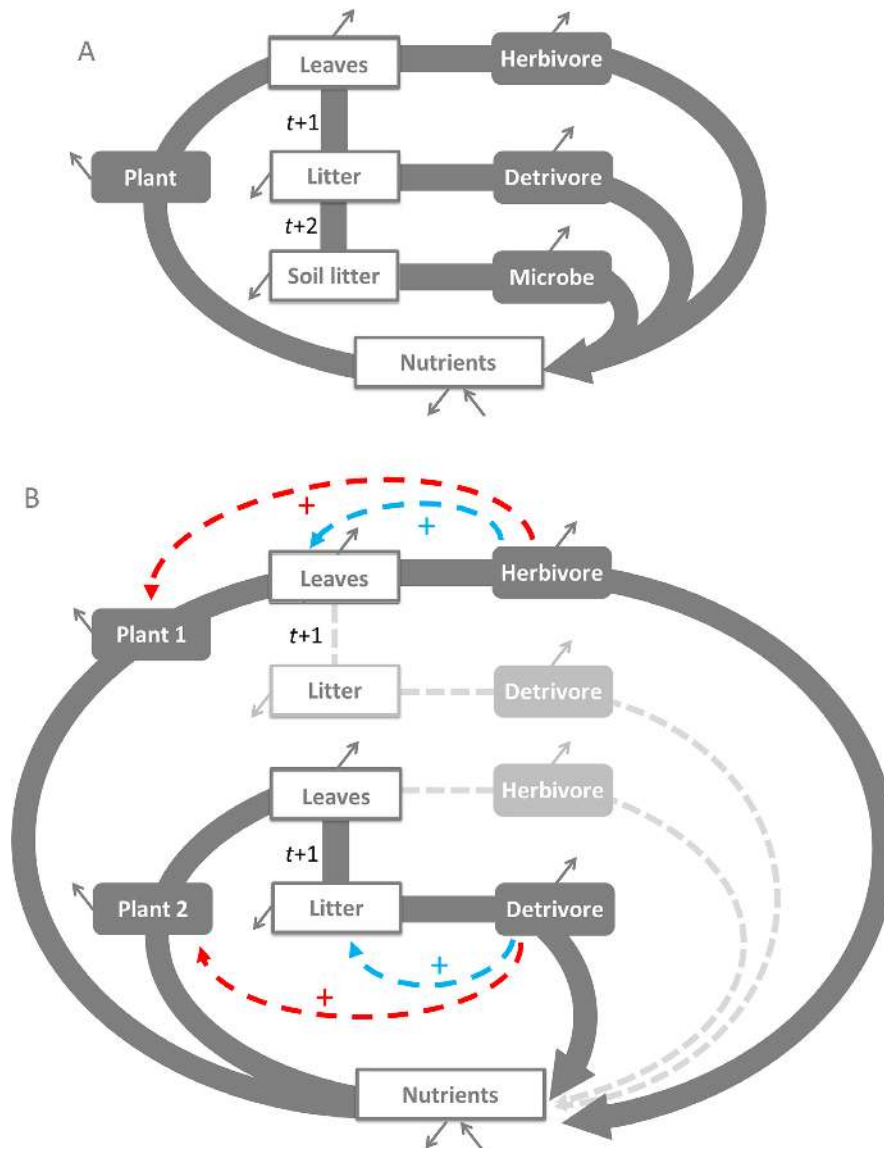 A
Leaves
Herbivore
t+1
Plant
Litter
Detrivore
t+2
Soil litter
Microbe
Nutrients
B
+
+
Leaves
Herbivore
Plant 1
t+1
Litter
Detrivore
Leaves
Herbivore
t+1
Plant 2
Litter
Detrivore
+
+
Nutrients